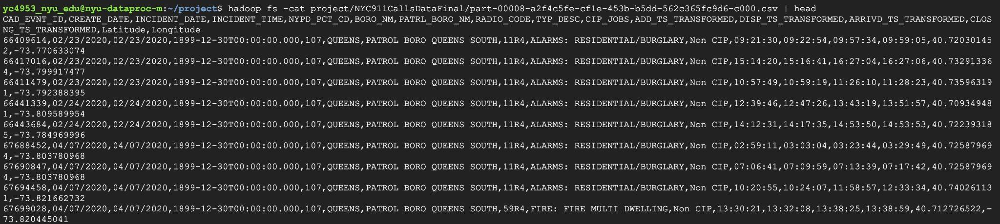 yc4953_nyu_edu@nyu-dataproc-m:~/project$ hadoop fs -cat project/NYC911CallsDataFinal/part-00008-a2f4c5fe-cf1e-453b-b5dd-562c365fc9d6-c000.csv | head
CAD_EVNT_ID,CREATE_DATE,INCIDENT_DATE,INCIDENT_TIME,NYPD_PCT_CD,BORO_NM,PATRL_BORO_NM,RADIO_CODE,TYP_DESC,CIP_JOBS,ADD_TS_TRANSFORMED,DISP_TS_TRANSFORMED,ARRIVD_TS_TRANSFORMED,CLOS
NG_TS_TRANSFORMED,Latitude,Longitude
66409614,02/23/2020,02/23/2020,1899-12-30T00:00:00.000,107,QUEENS,PATROL BORO QUEENS SOUTH,11R4,ALARMS: RESIDENTIAL/BURGLARY,Non CIP,09:21:30,09:22:54,09:57:34,09:59:05,40.72030145
2,-73.770633074
66417016,02/23/2020,02/23/2020,1899-12-30T00:00:00.000,107,QUEENS,PATROL BORO QUEENS SOUTH,11R4,ALARMS: RESIDENTIAL/BURGLARY,Non CIP,15:14:20,15:16:41,16:27:04,16:27:06,40.73291336
4,-73.799917477
66411479,02/23/2020,02/23/2020,1899-12-30T00:00:00.000,107,QUEENS,PATROL BORO QUEENS SOUTH,11R4,ALARMS: RESIDENTIAL/BURGLARY,Non CIP,10:57:49,10:59:19,11:26:10,11:28:23,40.73596319
1,-73.792388395
66441339,02/24/2020,02/24/2020,1899-12-30T00:00:00.000,107,QUEENS,PATROL BORO QUEENS SOUTH,11R4,ALARMS: RESIDENTIAL/BURGLARY,Non CIP,12:39:46,12:47:26,13:43:19,13:51:57,40.70934948
1,-73.809589954
66443684,02/24/2020,02/24/2020,1899-12-30T00:00:00.000,107,QUEENS,PATROL BORO QUEENS SOUTH,11R4,ALARMS: RESIDENTIAL/BURGLARY,Non CIP,14:12:31,14:17:35,14:53:50,14:53:53,40.72239318
5,-73.784969996
67688452,04/07/2020,04/07/2020,1899-12-30T00:00:00.000,107,QUEENS,PATROL BORO QUEENS SOUTH,11R4,ALARMS: RESIDENTIAL/BURGLARY,Non CIP,02:59:11,03:03:04,03:23:44,03:29:49,40.72587969
4,-73.803780968
67690847,04/07/2020,04/07/2020,1899-12-30T00:00:00.000,107,QUEENS,PATROL BORO QUEENS SOUTH,11R4,ALARMS: RESIDENTIAL/BURGLARY,Non CIP,07:06:41,07:09:59,07:13:39,07:17:42,40.72587969
4,-73.803780968
67694458,04/07/2020,04/07/2020,1899-12-30T00:00:00.000,107,QUEENS,PATROL BORO QUEENS SOUTH,11R4,ALARMS: RESIDENTIAL/BURGLARY,Non CIP,10:20:55,10:24:07,11:58:57,12:33:34,40.74026113
1,-73.821662732
67699028,04/07/2020,04/07/2020,1899-12-30T00:00:00.000,107,QUEENS,PATROL BORO QUEENS SOUTH,59R4,FIRE: FIRE MULTI DWELLING,Non CIP,13:30:21,13:32:08,13:38:25,13:38:59,40.712726522,-
73.820445041